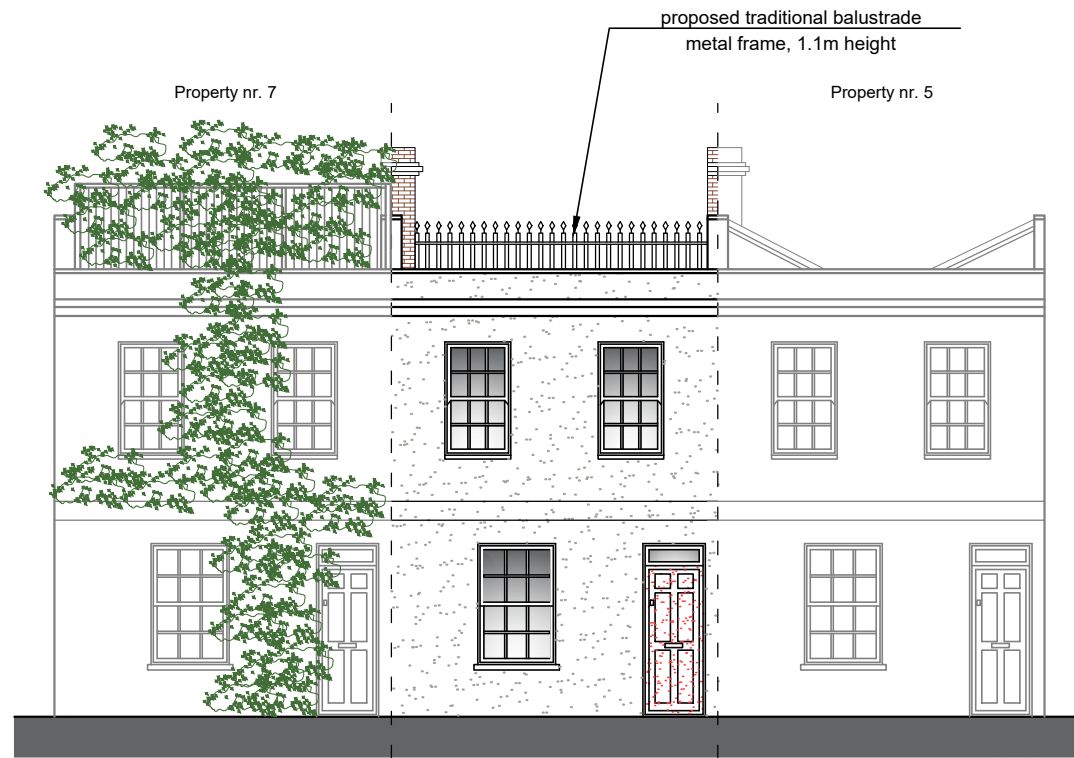 proposed traditional balustrade
metal frame, 1.1m height
Property nr. 7
Property nr. 5